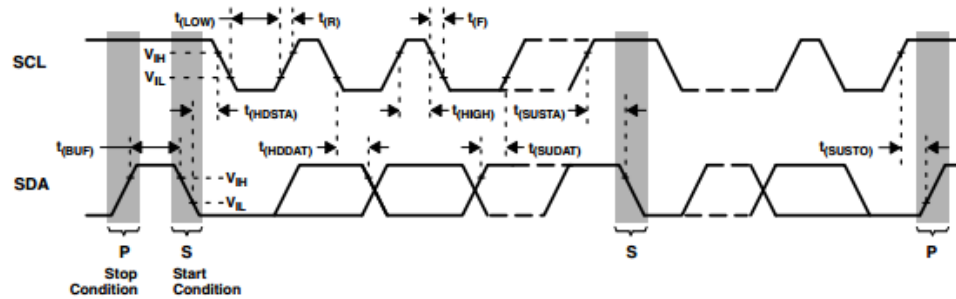 t(LOW) t(R) t(F)
SCL VIH
VIL
t(HDSTA) t(HIGH) t(SUSTA)
t(BUF) t(HDDAT) t(SUDAT) t(SUSTO)
SDA VIH
VIL
P S S P
Stop Start
Condition Condition